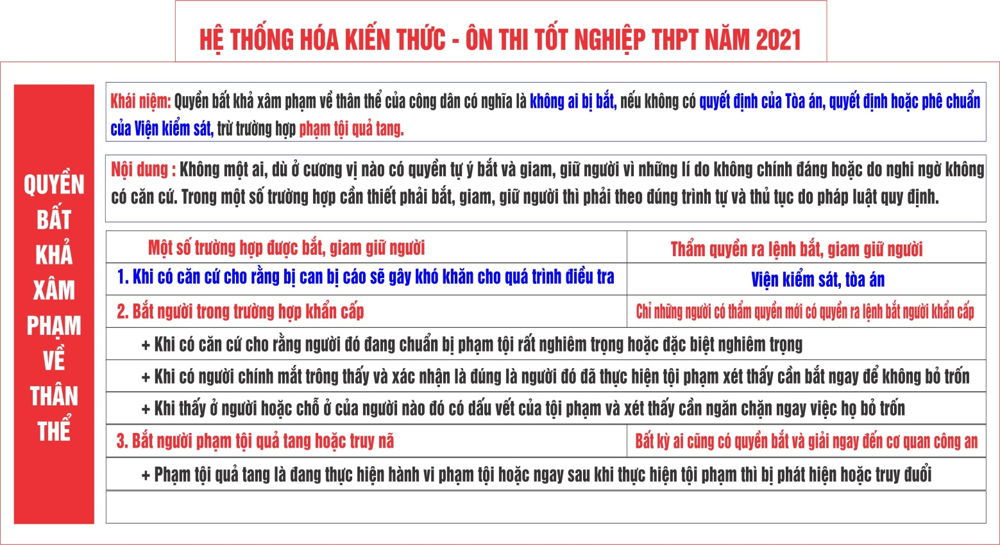 HỆ THỐNG HÓA KIẾN THỨC - ÔN THI TỐT NGHIỆP THPT NĂM 2021
QUYỀN
BẤT
KHẢ
XÂM
PHẠM
VỀ
THÂN
THỂ
Khái niệm: Quyền bất khả xâm phạm về thân thể của công dân có nghĩa là không ai bị bắt, nếu không có quyết định của Tòa án, quyết định hoặc phê chuẩn
của Viện kiểm sát, trừ trường hợp phạm tội quả tang.
Nội dung : Không một ai, dù ở cương vị nào có quyền tự ý bắt và giam, giữ người vì những lí do không chính đáng hoặc do nghi ngờ không
có căn cứ. Trong một số trường hợp cần thiết phải bắt, giam, giữ người thì phải theo đúng trình tự và thủ tục do pháp luật quy định.
Một số trường hợp được bắt, giam giữ người
Thẩm quyền ra lệnh bắt, giam giữ người
1. Khi có căn cứ cho rằng bị can bị cáo sẽ gây khó khăn cho quá trình điều tra
Viện kiểm sát, tòa án
2. Bắt người trong trường hợp khẩn cấp
Chỉ những người có thẩm quyền mới có quyền ra lệnh bắt người khẩn cấp
+ Khi có căn cứ cho rằng người đó đang chuẩn bị phạm tội rất nghiêm trọng hoặc đặc biệt nghiêm trọng
+ Khi có người chính mắt trông thấy và xác nhận là đúng là người đó đã thực hiện tội phạm xét thấy cần bắt ngay để không bỏ trốn
+ Khi thấy ở người hoặc chỗ ở của người nào đó có dấu vết của tội phạm và xét thấy cần ngăn chặn ngay việc họ bỏ trốn
3. Bắt người phạm tội quả tang hoặc truy nã
Bất kỳ ai cũng có quyền bắt và giải ngay đến cơ quan công an
+ Phạm tội quả tang là đang thực hiện hành vi phạm tội hoặc ngay sau khi thực hiện tội phạm thì bị phát hiện hoặc truy đuổi